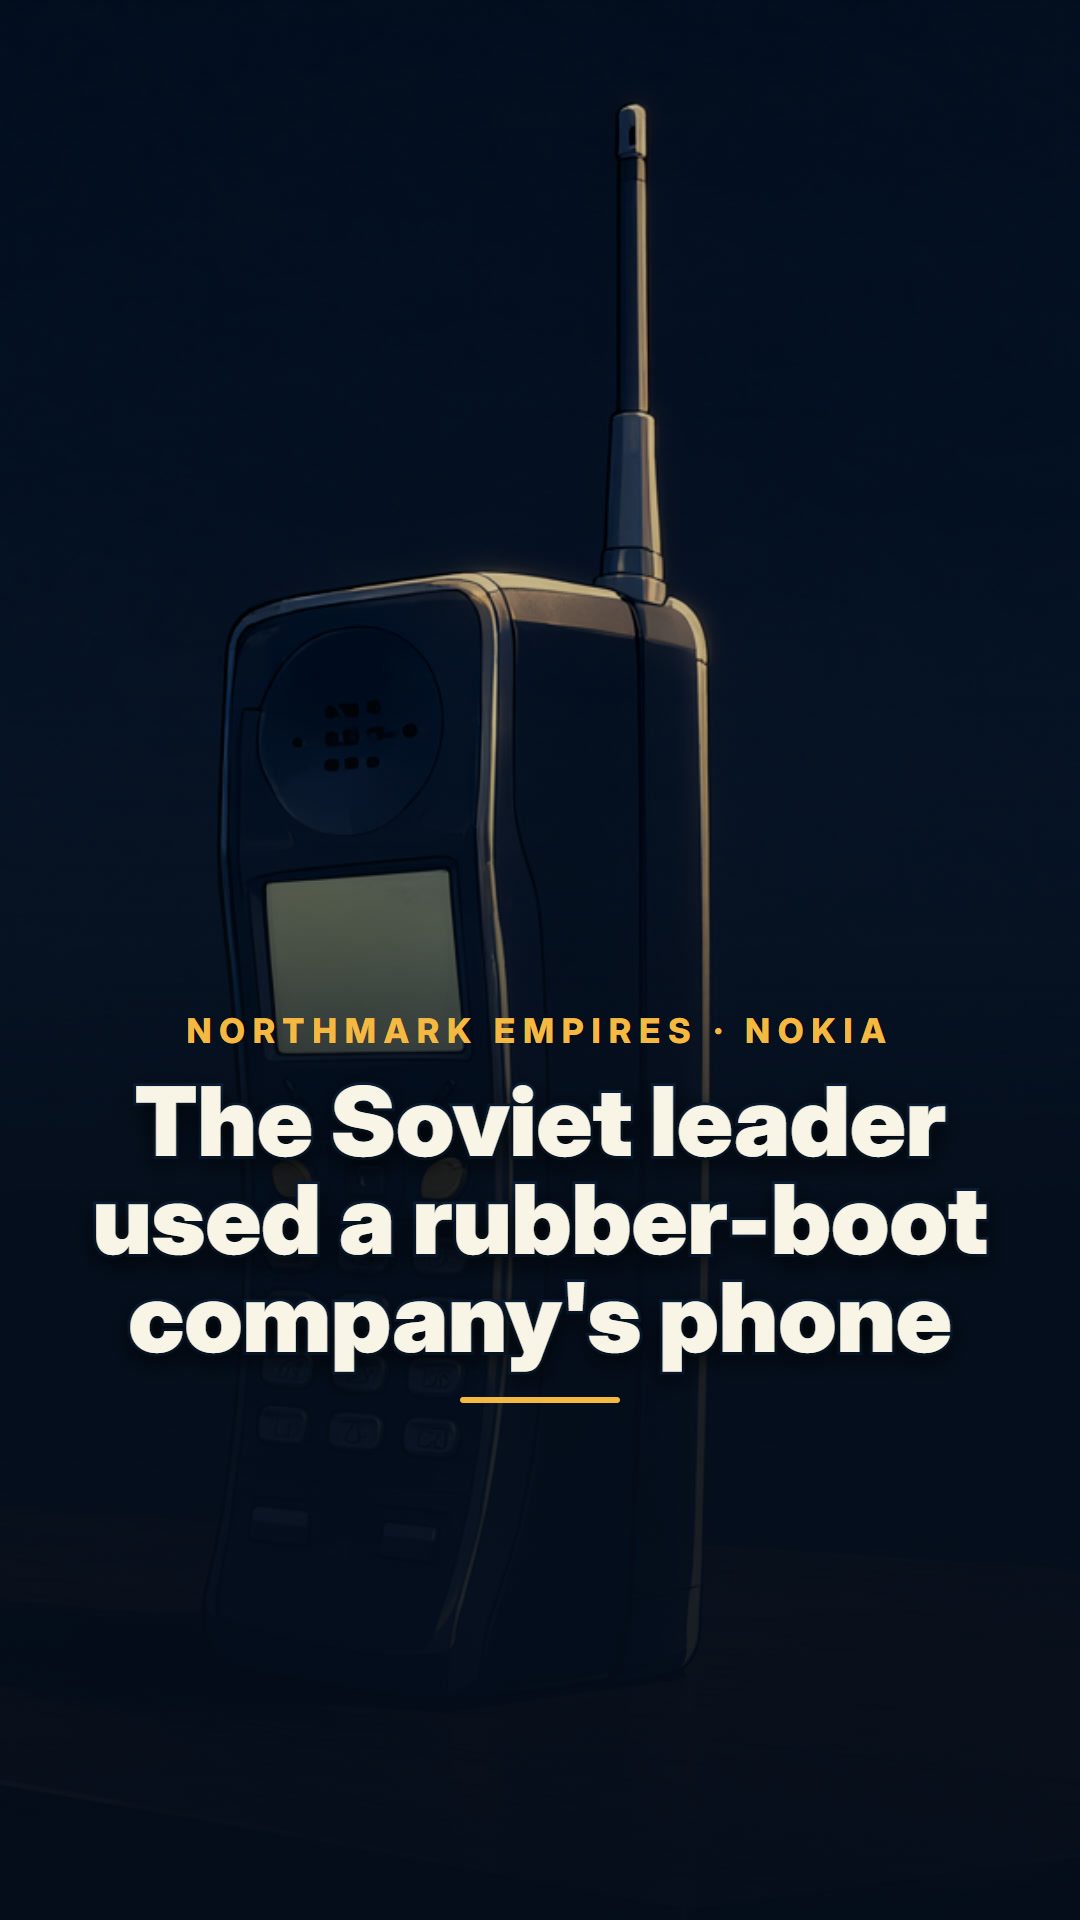 NORTHMARK EMPIRES · NOKIA
The Soviet leader
used a rubber-boot
company's phone